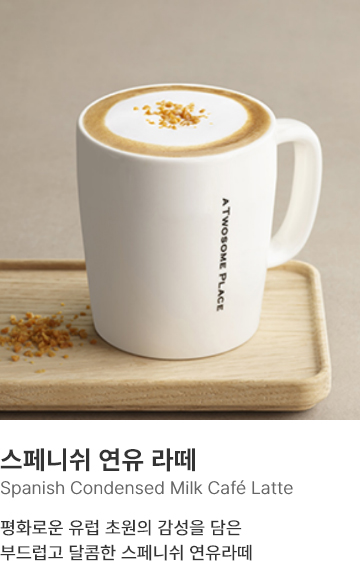 A TWOSOME PLACE
스페니쉬 연유 라떼
Spanish Condensed Milk Café Latte
평화로운 유럽 초원의 감성을 담은
부드럽고 달콤한 스페니쉬 연유라떼